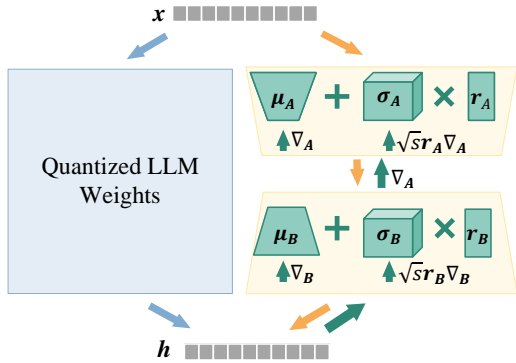 x
μ_A + σ_A × r_A
∇_A √s r_A ∇_A
Quantized LLM
Weights
∇_A
μ_B + σ_B × r_B
∇_B √s r_B ∇_B
h